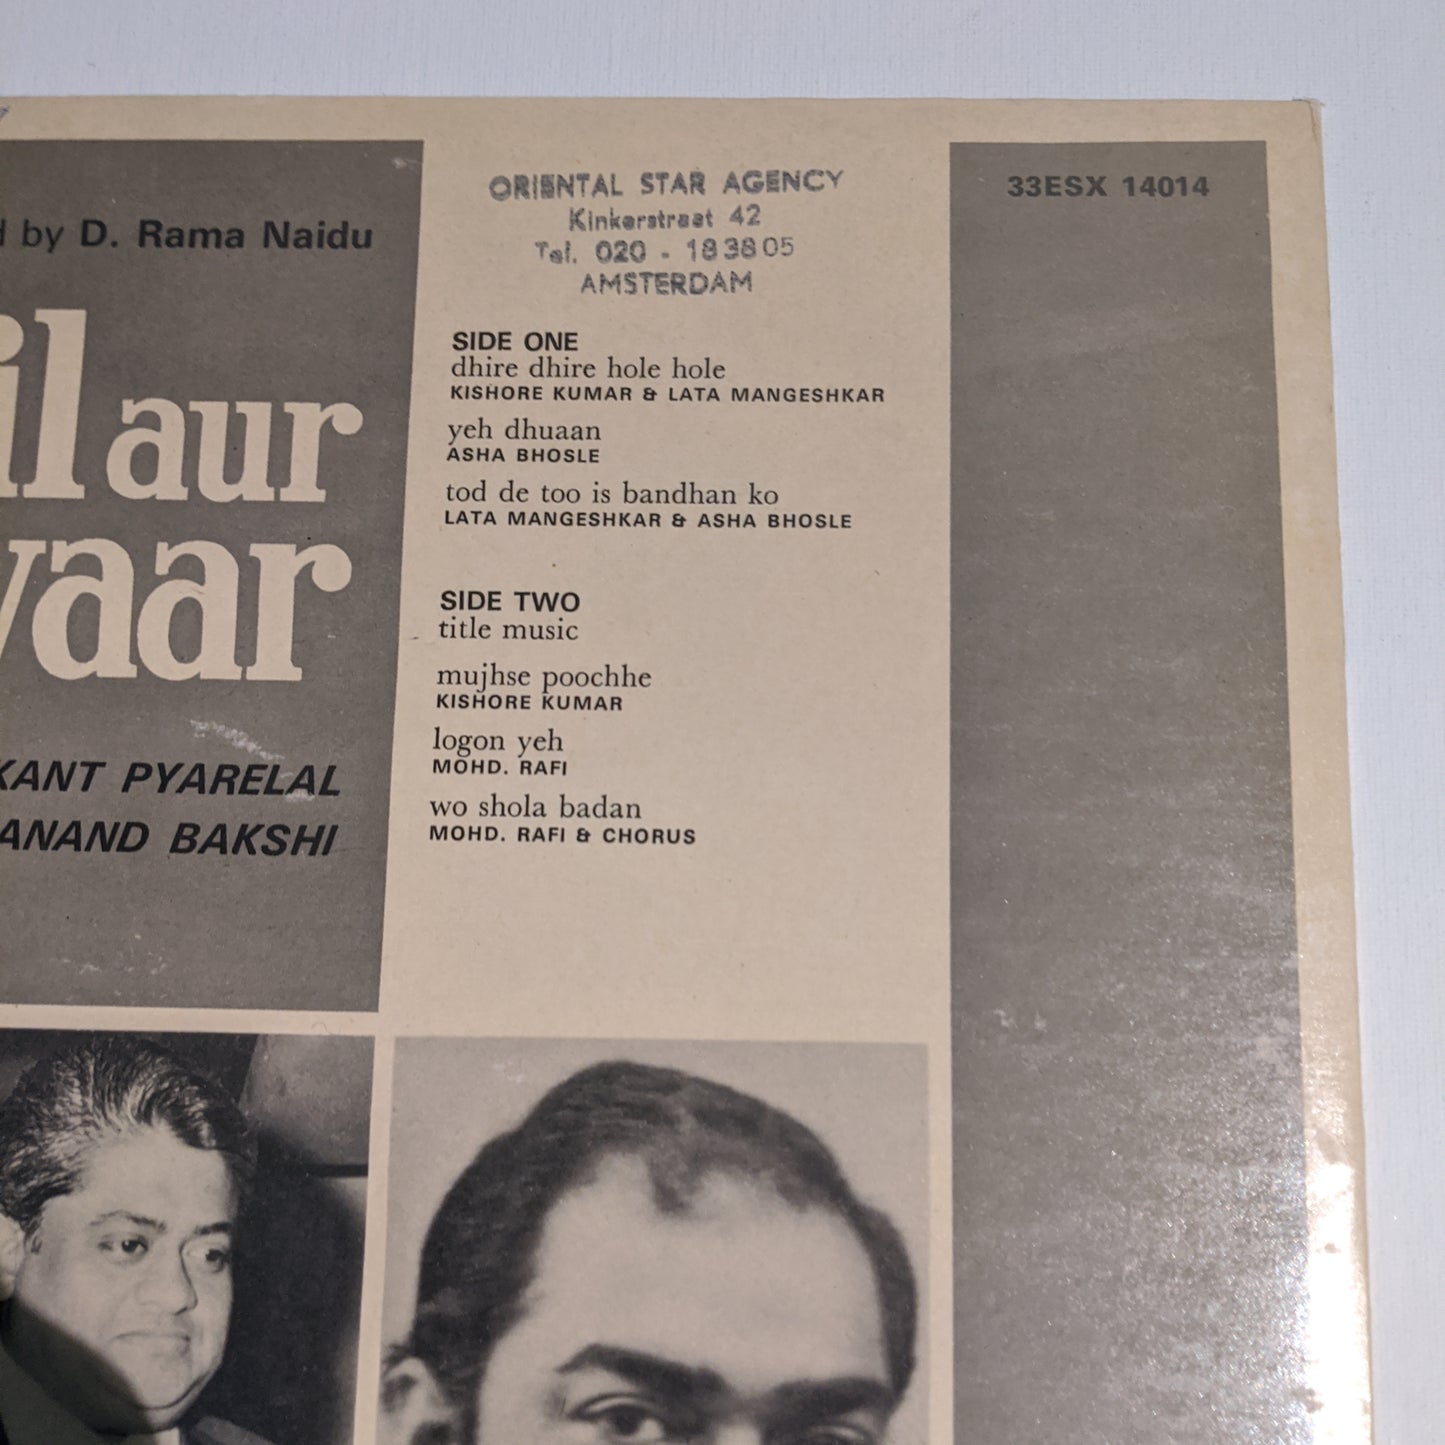 by D. Rama Naidu
il aur
yaar
KANT PYARELAL
ANAND BAKSHI
ORIENTAL STAR AGENCY
Kinkerstraat 42
Tel. 020 - 183805
AMSTERDAM
SIDE ONE
dhire dhire hole hole
KISHORE KUMAR & LATA MANGESHKAR
yeh dhuaan
ASHA BHOSLE
tod de too is bandhan ko
LATA MANGESHKAR & ASHA BHOSLE
SIDE TWO
title music
mujhse poochhe
KISHORE KUMAR
logon yeh
MOHD. RAFI
wo shola badan
MOHD. RAFI & CHORUS
33ESX 14014